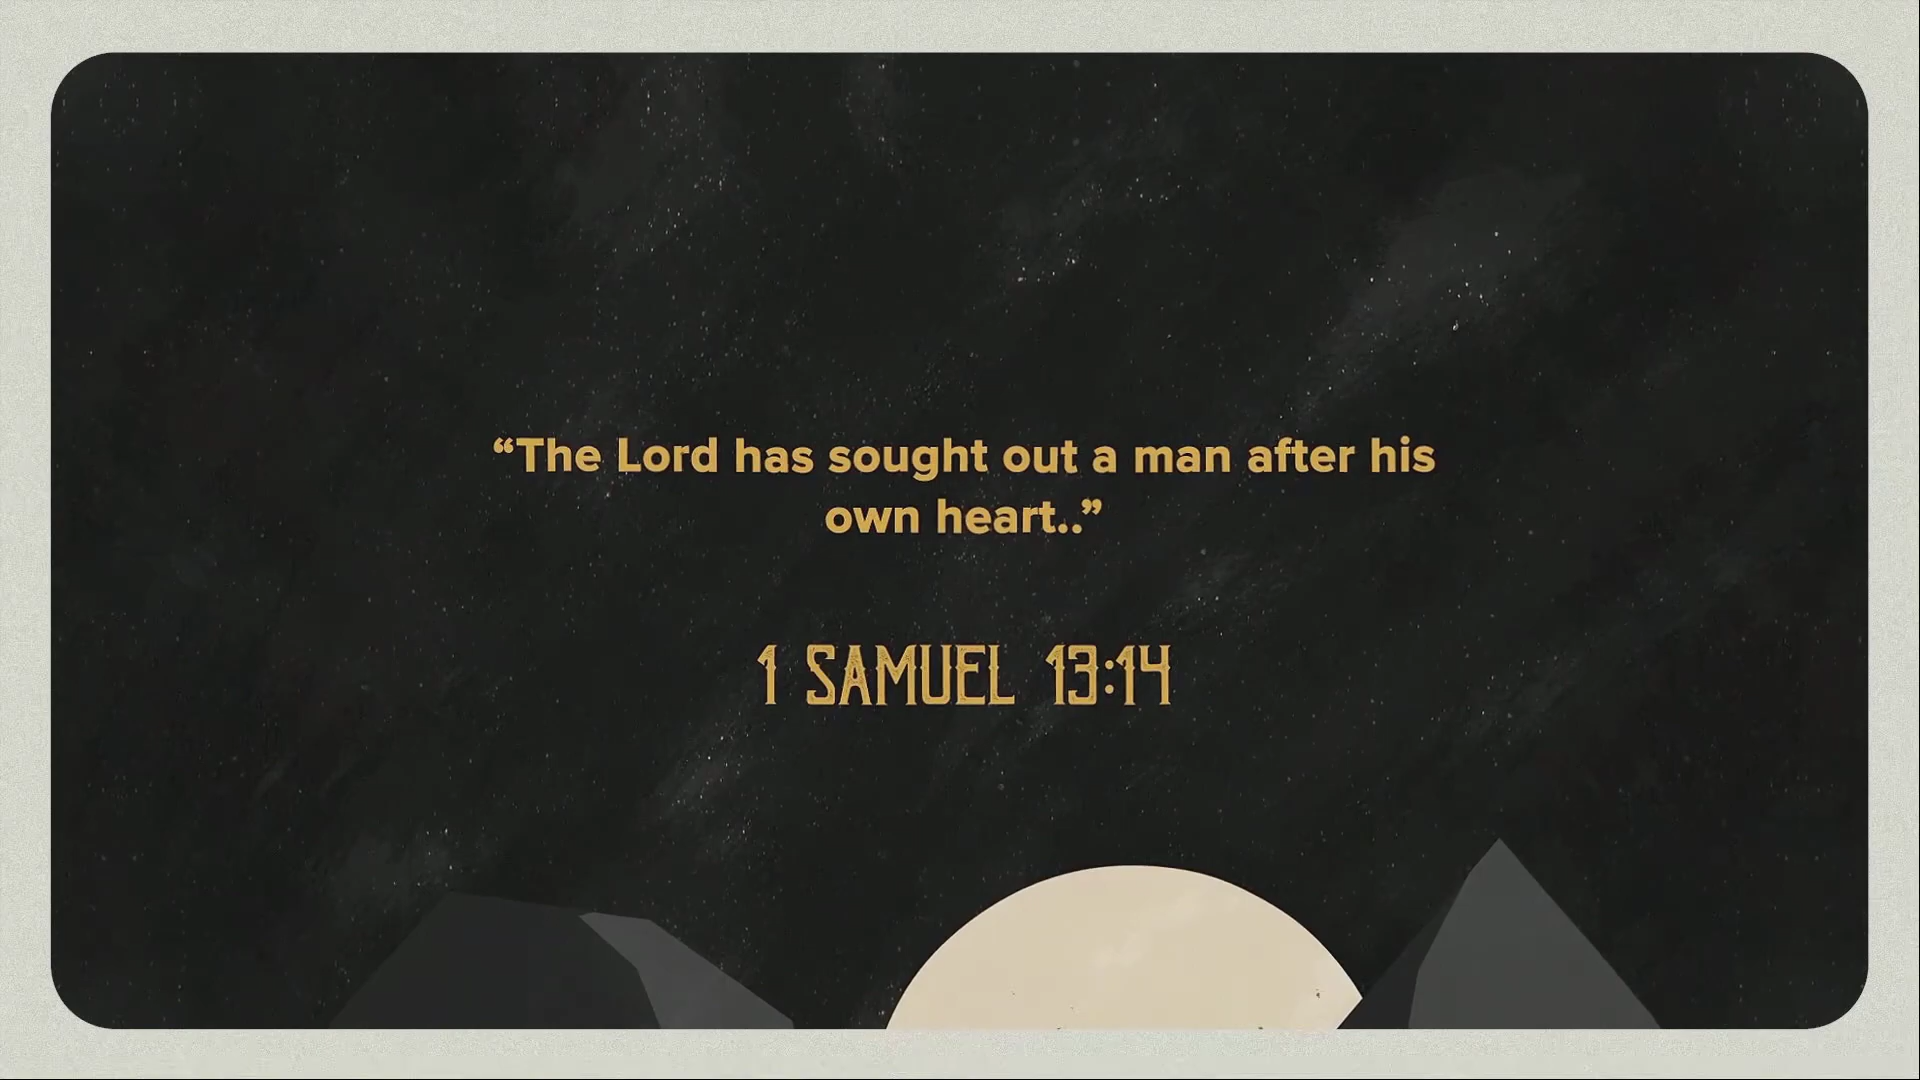 “The Lord has sought out a man after his
own heart..”
1 SAMUEL 13:14